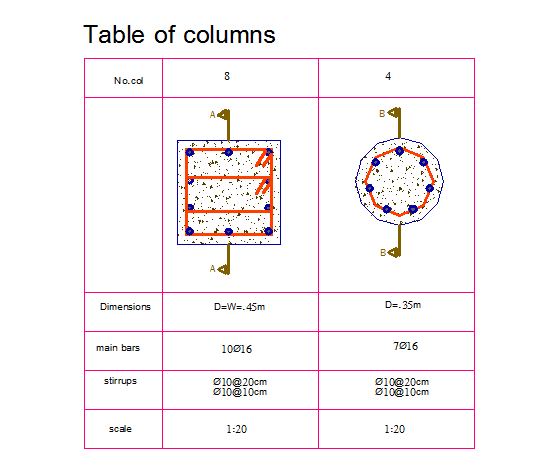 Table of columns
No.col 8 4
A B
A B
Dimensions D=W=.45m D=.35m
main bars 10Ø16 7Ø16
stirrups Ø10@20cm Ø10@20cm
Ø10@10cm Ø10@10cm
scale 1:20 1:20